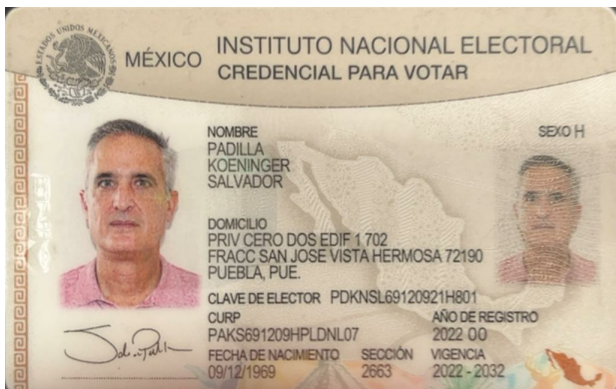 ESTADOS UNIDOS MEXICANOS
MÉXICO
INSTITUTO NACIONAL ELECTORAL
CREDENCIAL PARA VOTAR
NOMBRE
SEXO H
PADILLA
KOENINGER
SALVADOR
DOMICILIO
PRIV CERO DOS EDIF 1 702
FRACC SAN JOSE VISTA HERMOSA 72190
PUEBLA, PUE.
CLAVE DE ELECTOR PDKNSL69120921H801
CURP AÑO DE REGISTRO
PAKS691209HPLDNL07 2022 00
FECHA DE NACIMIENTO SECCIÓN VIGENCIA
09/12/1969 2663 2022 - 2032